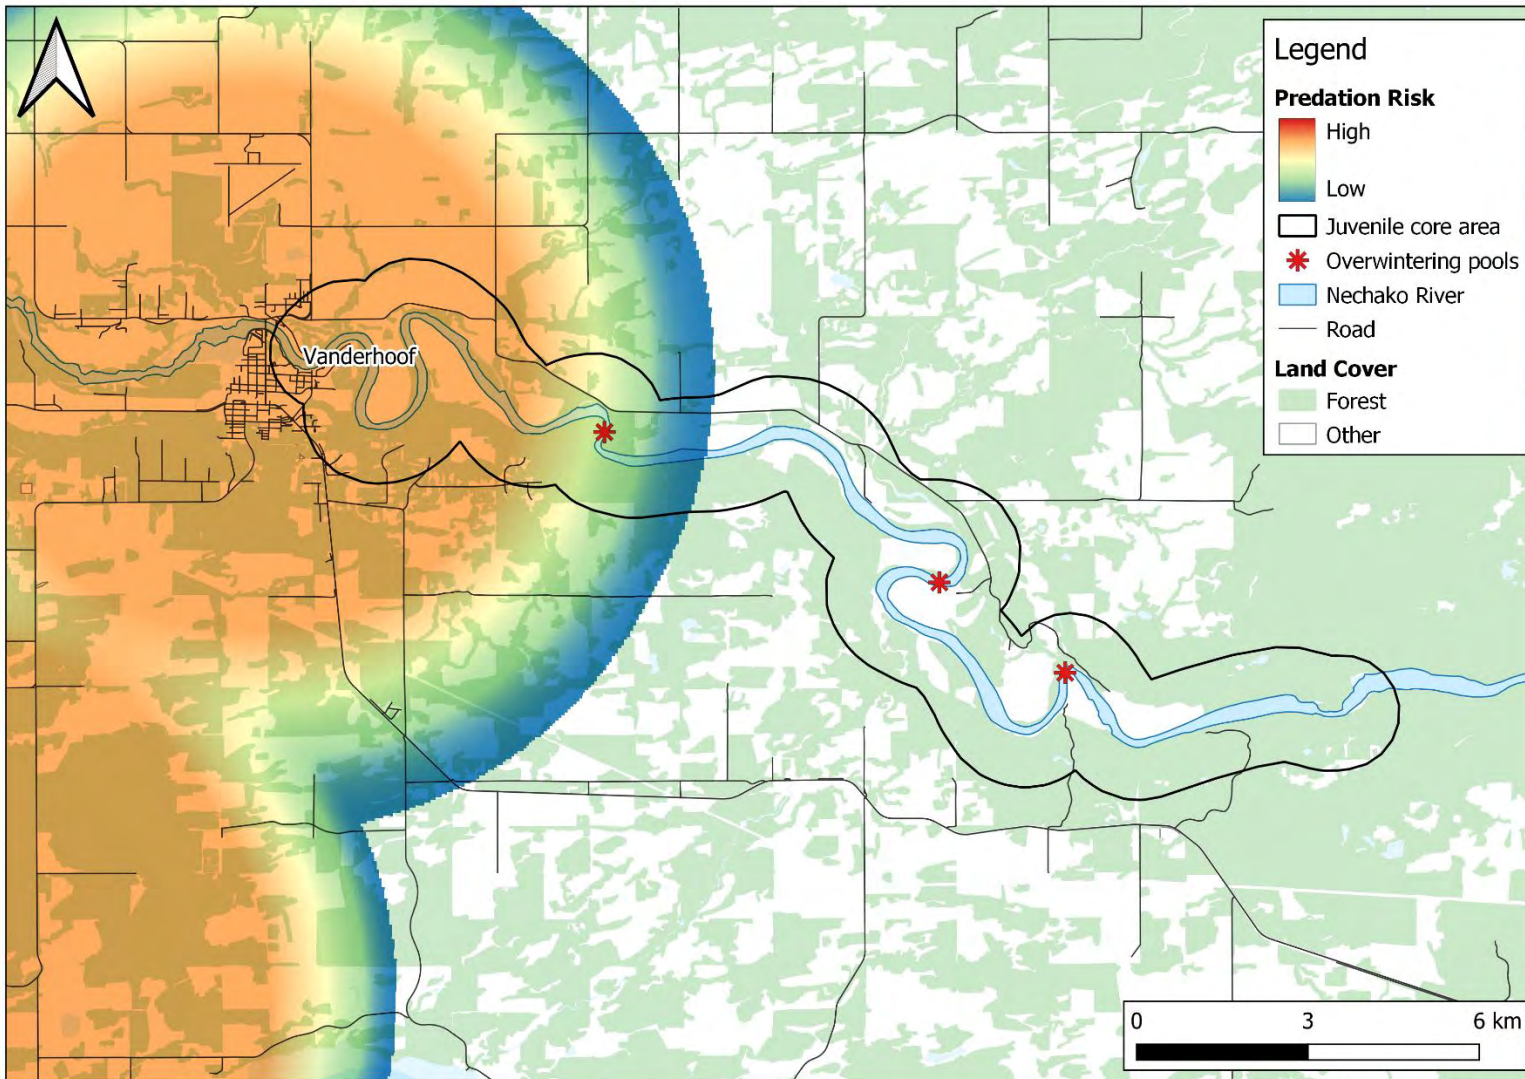 Legend
Predation Risk
High
Low
Juvenile core area
Overwintering pools
Nechako River
Road
Land Cover
Forest
Other
Vanderhoof
0 3 6 km